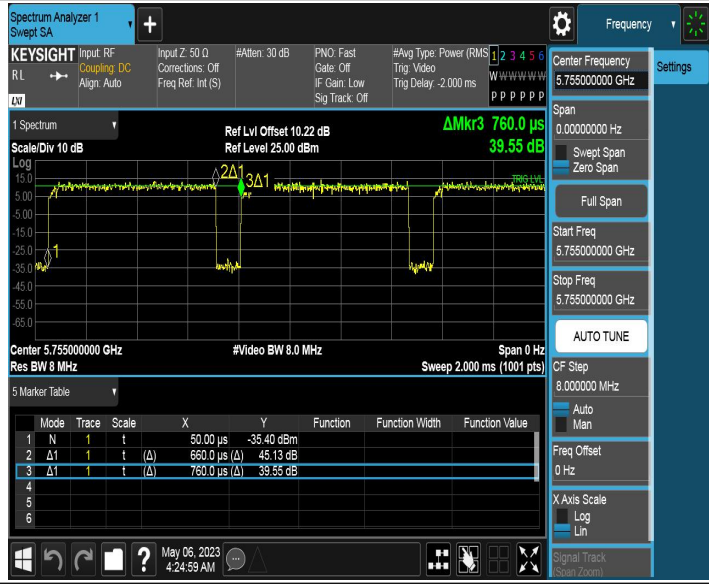 Spectrum Analyzer 1
Swept SA
Frequency
KEYSIGHT Input: RF Input Z: 50 Ω #Atten: 30 dB PNO: Fast #Avg Type: Power (RMS 1 2 3 4 5 6
RL Coupling: DC Corrections: Off Gate: Off Trig: Video W W W W W W
Align: Auto Freq Ref: Int (S) IF Gain: Low Trig Delay: -2.000 ms
LXI Sig Track: Off P P P P P P
1 Spectrum
Ref Lvl Offset 10.22 dB ΔMkr3 760.0 µs
Scale/Div 10 dB Ref Level 25.00 dBm 39.55 dB
Log
15.0
5.00
-5.00
-15.0
-25.0
-35.0
-45.0
-55.0
-65.0
2Δ1
3Δ1
TRIG LVL
1
Center 5.755000000 GHz #Video BW 8.0 MHz Span 0 Hz
Res BW 8 MHz Sweep 2.000 ms (1001 pts)
5 Marker Table
Mode Trace Scale X Y Function Function Width Function Value
1 N 1 t 50.00 µs -35.40 dBm
2 Δ1 1 t (Δ) 660.0 µs (Δ) 45.13 dB
3 Δ1 1 t (Δ) 760.0 µs (Δ) 39.55 dB
4
5
6
May 06, 2023
4:24:59 AM
Center Frequency
5.755000000 GHz
Settings
Span
0.00000000 Hz
Swept Span
Zero Span
Full Span
Start Freq
5.755000000 GHz
Stop Freq
5.755000000 GHz
AUTO TUNE
CF Step
8.000000 MHz
Auto
Man
Freq Offset
0 Hz
X Axis Scale
Log
Lin
Signal Track
(Span Zoom)